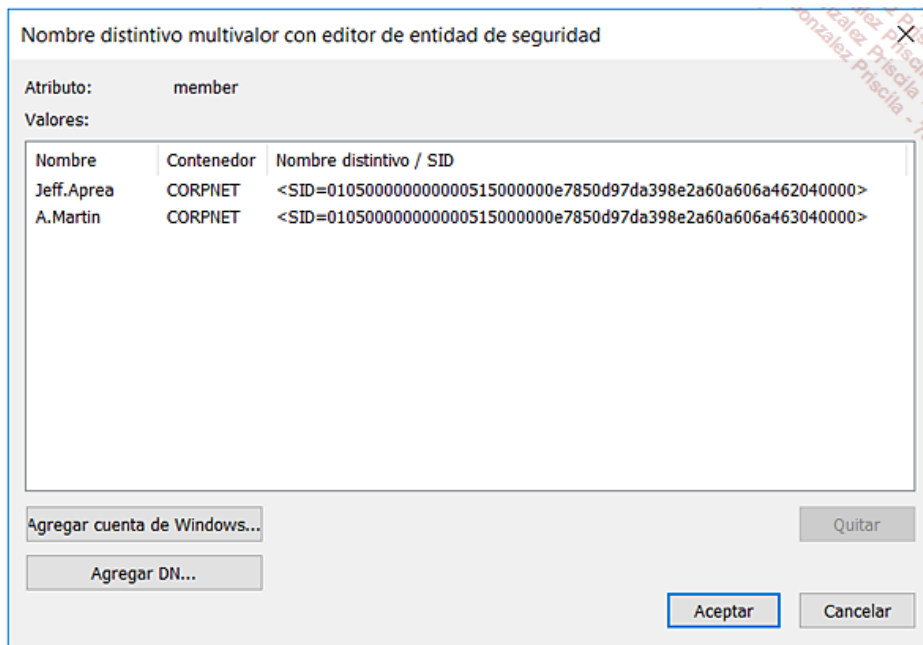 Nombre distintivo multivalor con editor de entidad de seguridad
Atributo: member
Valores:
Nombre Contenedor Nombre distintivo / SID
Jeff.Aprea CORPNET <SID=010500000000000515000000e7850d97da398e2a60a606a462040000>
A.Martin CORPNET <SID=010500000000000515000000e7850d97da398e2a60a606a463040000>
Agregar cuenta de Windows... Quitar
Agregar DN...
Aceptar Cancelar